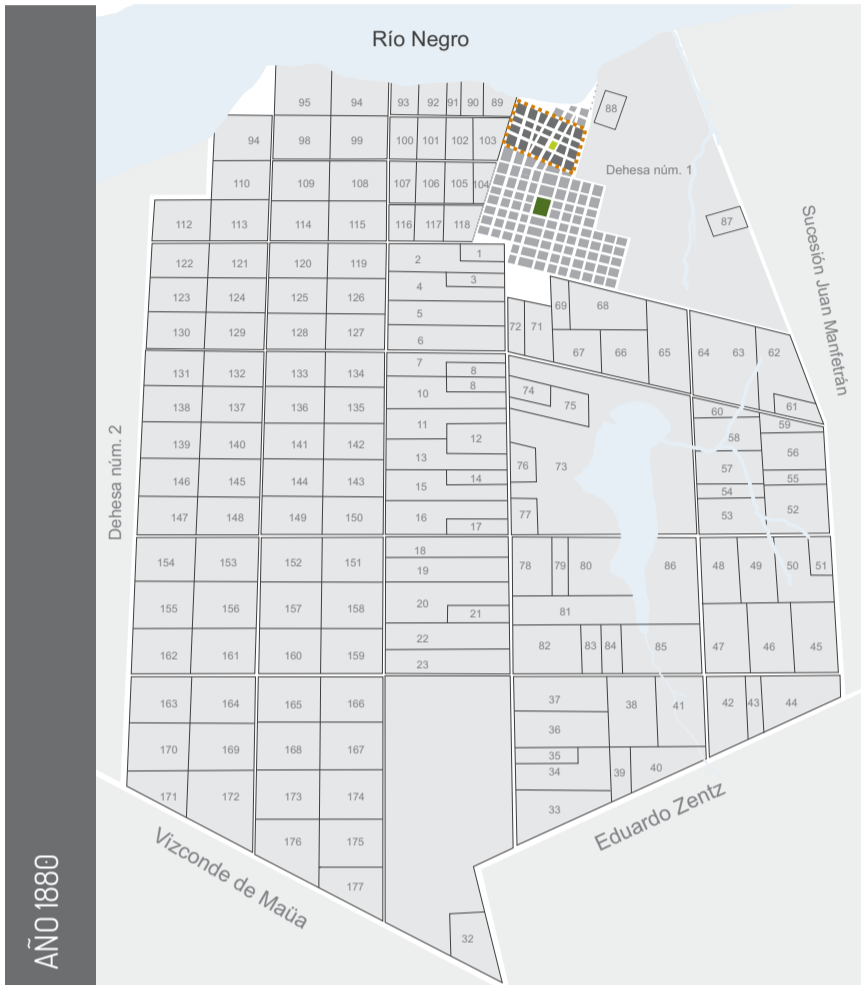 AÑO 1880
Río Negro
95 94 93 92 91 90 89 88
94 98 99 100 101 102 103
Dehesa núm. 1
110 109 108 107 106 105 104
112 113 114 115 116 117 118 87
Sucesión Juan Manfetrán
122 121 120 119 2 1
123 124 125 126 4 3 69 68
130 129 128 127 5 72 71
6 67 66 65 64 63 62
131 132 133 134 7 8
138 137 136 135 10 8 74 75 60 61
139 140 141 142 11 12 58 59
13 76 73 57 56
146 145 144 143 15 14 54 55
147 148 149 150 16 17 77 53 52
Dehesa núm. 2
154 153 152 151 18 78 79 80 86 48 49 50 51
19
155 156 157 158 20 21 81
22
162 161 160 159 23 82 83 84 85 47 46 45
163 164 165 166 37 38 41 42 43 44
36
170 169 168 167 35
34 39 40
171 172 173 174 33
176 175
177
32
Vizconde de Maüa
Eduardo Zentz